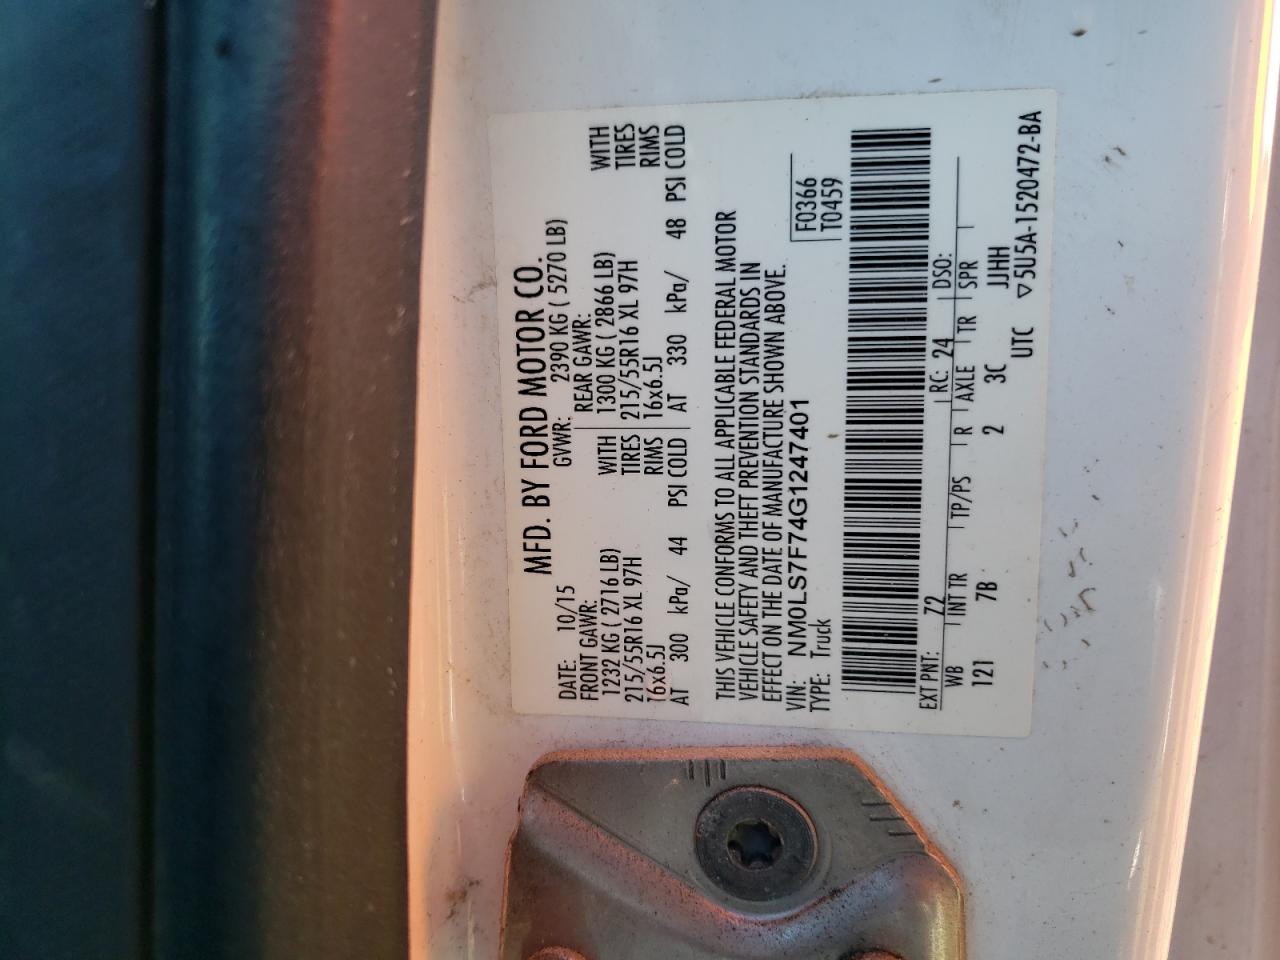 MFD. BY FORD MOTOR CO.
DATE: 10/15 GVWR: 2390 KG ( 5270 LB)
FRONT GAWR: REAR GAWR:
1232 KG ( 2716 LB) WITH 1300 KG ( 2866 LB) WITH
215/55R16 XL 97H TIRES 215/55R16 XL 97H TIRES
16x6.5J RIMS 16x6.5J RIMS
AT 300 kPa/ 44 PSI COLD AT 330 kPa/ 48 PSI COLD
THIS VEHICLE CONFORMS TO ALL APPLICABLE FEDERAL MOTOR
VEHICLE SAFETY AND THEFT PREVENTION STANDARDS IN
EFFECT ON THE DATE OF MANUFACTURE SHOWN ABOVE.
VIN: NM0LS7F74G1247401 F0366
TYPE: Truck T0459
EXT PNT: Z2 RC: 24 DSO:
WB INT TR TP/PS R AXLE TR SPR
121 7B 2 3C JJHH
UTC ▽5U5A-1520472-BA